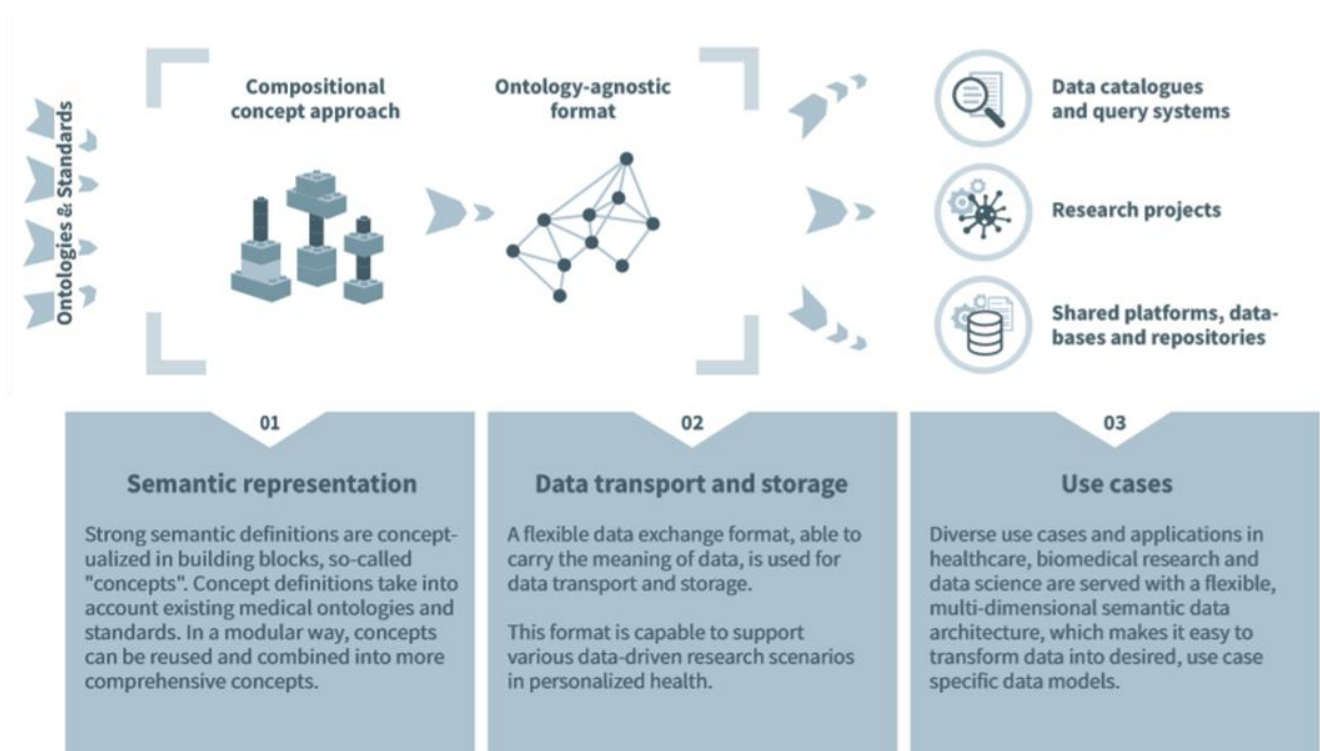 Ontologies & Standards
Compositional
concept approach
Ontology-agnostic
format
Data catalogues
and query systems
Research projects
Shared platforms, data-
bases and repositories
01
Semantic representation
Strong semantic definitions are concept-
ualized in building blocks, so-called
"concepts". Concept definitions take into
account existing medical ontologies and
standards. In a modular way, concepts
can be reused and combined into more
comprehensive concepts.
02
Data transport and storage
A flexible data exchange format, able to
carry the meaning of data, is used for
data transport and storage.
This format is capable to support
various data-driven research scenarios
in personalized health.
03
Use cases
Diverse use cases and applications in
healthcare, biomedical research and
data science are served with a flexible,
multi-dimensional semantic data
architecture, which makes it easy to
transform data into desired, use case
specific data models.